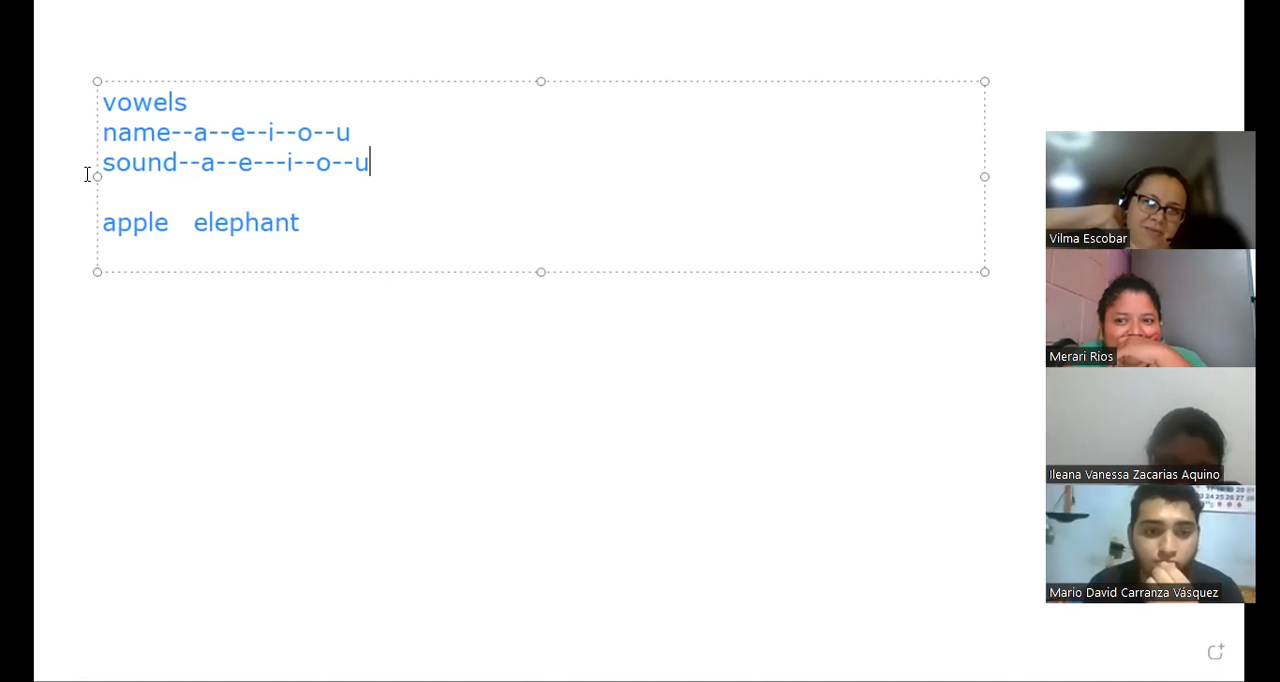 vowels
name--a--e--i--o--u
sound--a--e---i--o--u
apple elephant
Vilma Escobar
Merari Rios
Ileana Vanessa Zacarias Aquino
Mario David Carranza Vásquez